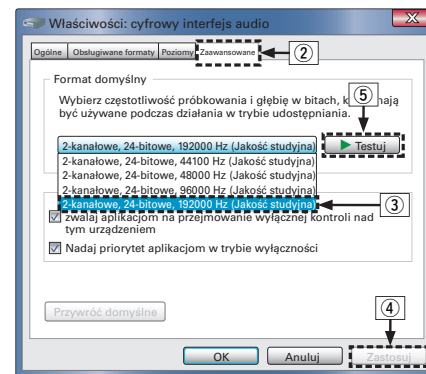 Właściwości: cyfrowy interfejs audio
Ogólne Obsługiwane formaty Poziomy Zaawansowane ②
Format domyślny
Wybierz częstotliwość próbkowania i głębię w bitach, mają
być używane podczas działania w trybie udostępniania.
⑤
2-kanałowe, 24-bitowe, 192000 Hz (Jakość studyjna) Testuj
2-kanałowe, 24-bitowe, 44100 Hz (Jakość studyjna)
2-kanałowe, 24-bitowe, 48000 Hz (Jakość studyjna)
2-kanałowe, 24-bitowe, 96000 Hz (Jakość studyjna)
2-kanałowe, 24-bitowe, 192000 Hz (Jakość studyjna) ③
zwalaj aplikacjom na przejmowanie wyłącznej kontroli nad
tym urządzeniem
Nadaj priorytet aplikacjom w trybie wyłączności
Przywróć domyślne
④
OK Anuluj Zastosuj